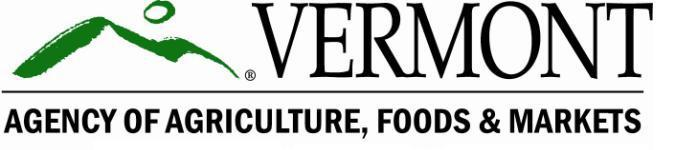 ® VERMONT
AGENCY OF AGRICULTURE, FOODS & MARKETS